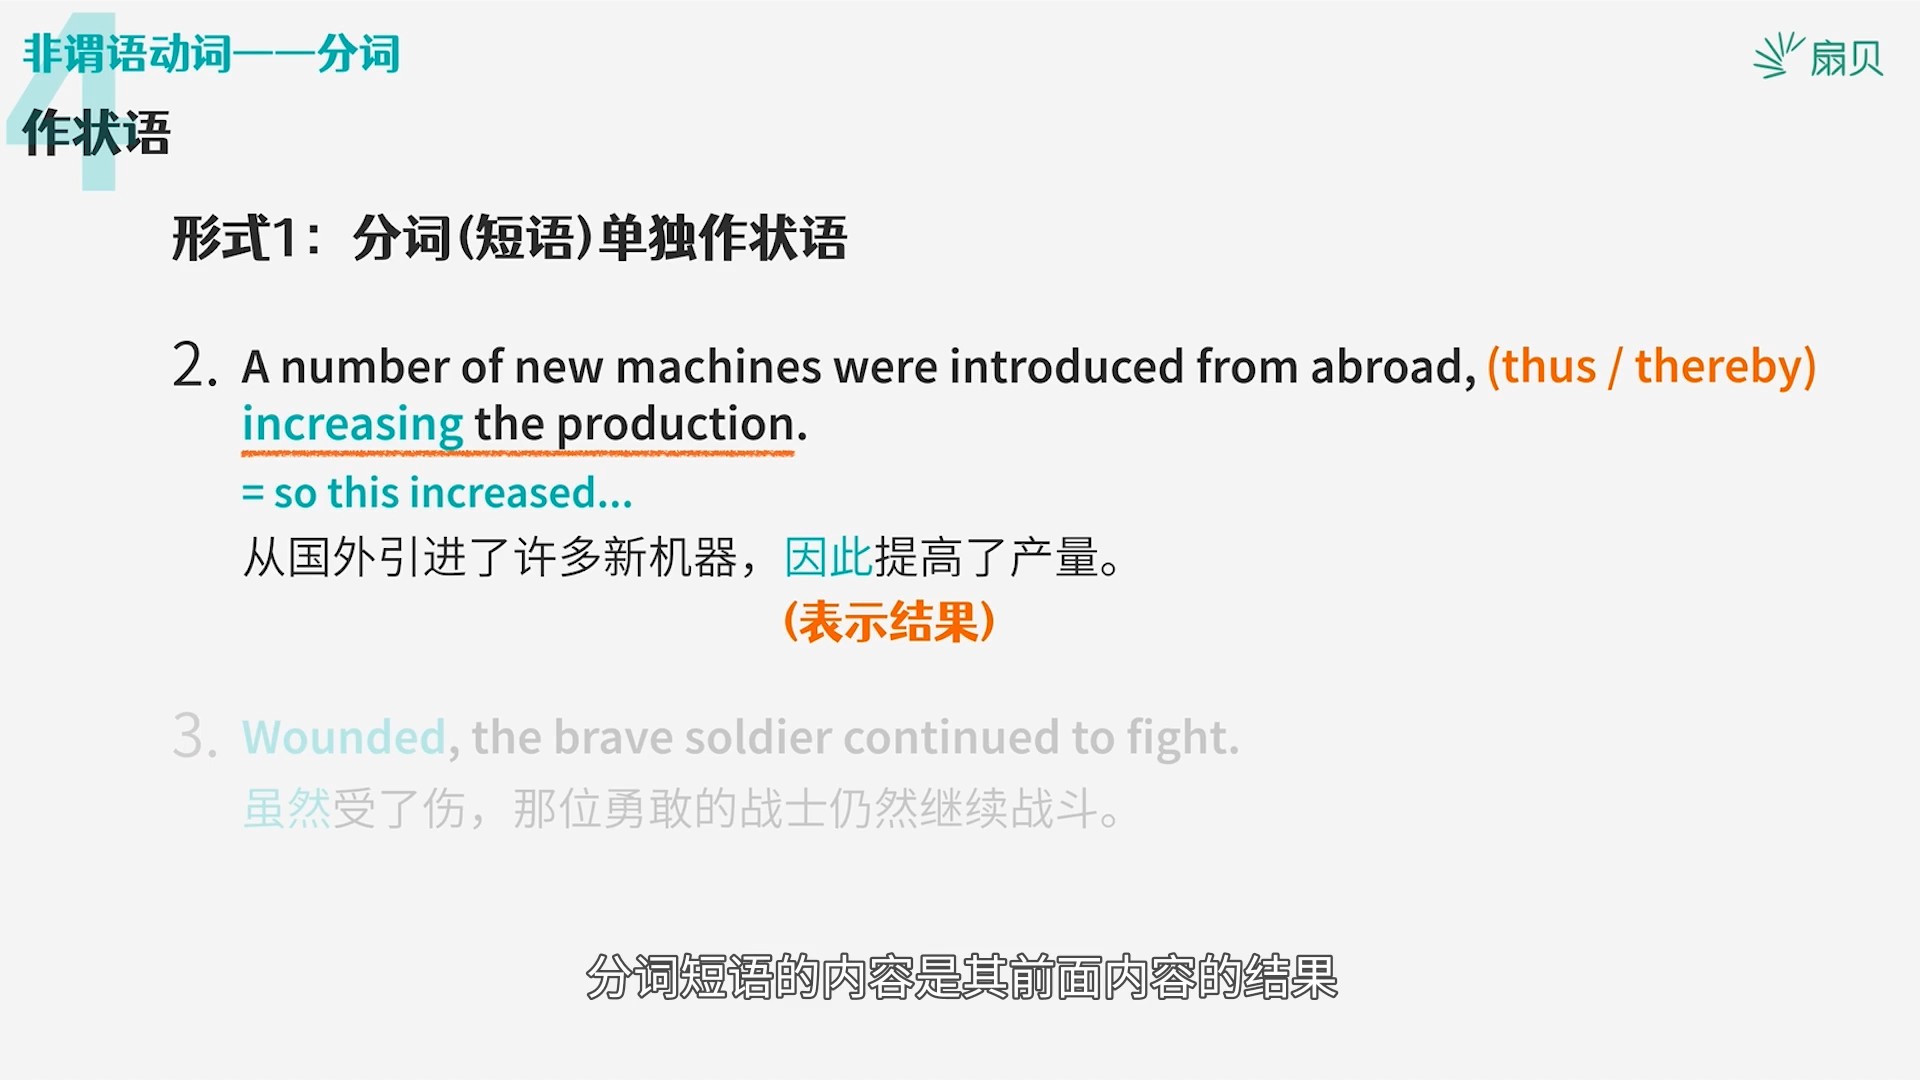 4
非谓语动词——分词
扇贝
作状语
形式1：分词(短语)单独作状语
2. A number of new machines were introduced from abroad, (thus / thereby)
increasing the production.
= so this increased...
从国外引进了许多新机器，因此提高了产量。
(表示结果)
3. Wounded, the brave soldier continued to fight.
虽然受了伤，那位勇敢的战士仍然继续战斗。
分词短语的内容是其前面内容的结果